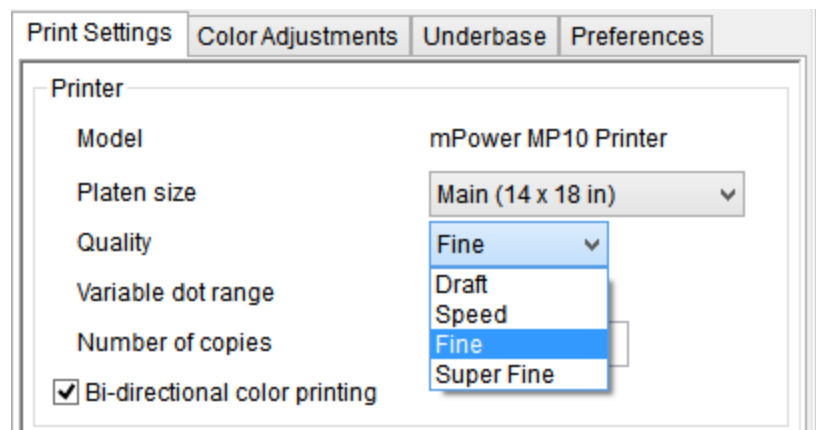 Print Settings Color Adjustments Underbase Preferences
Printer
Model mPower MP10 Printer
Platen size Main (14 x 18 in)
Quality Fine
Draft
Variable dot range
Speed
Number of copies Fine
Super Fine
Bi-directional color printing